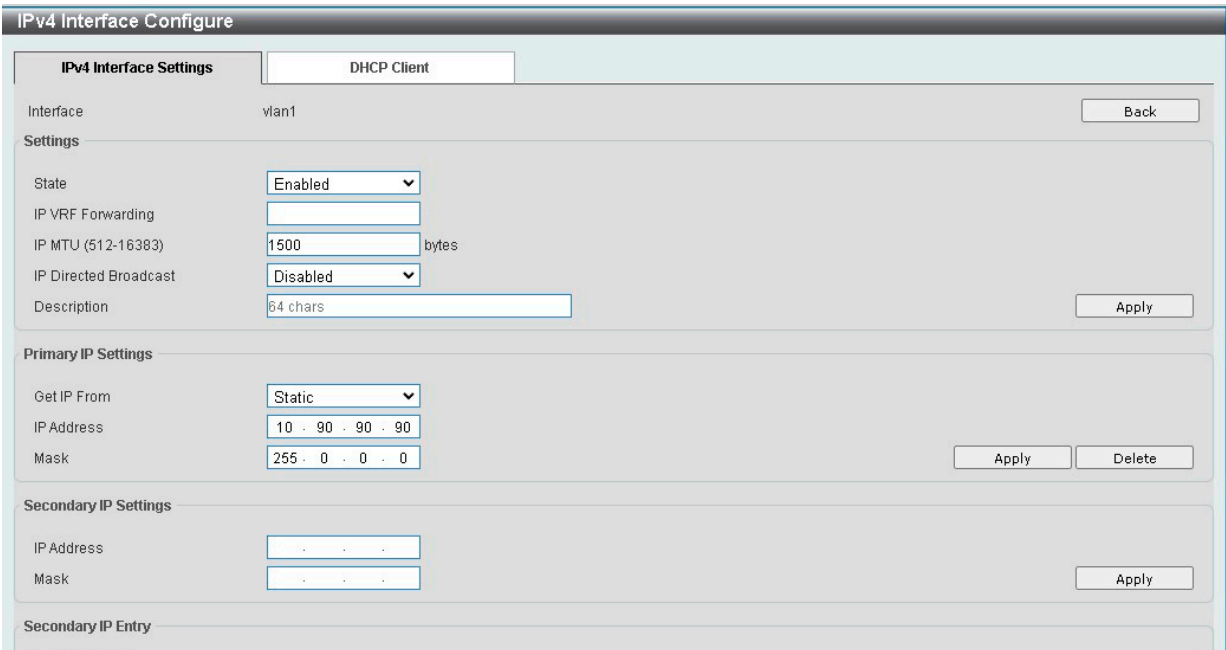 IPv4 Interface Configure
IPv4 Interface Settings DHCP Client
Interface vlan1 Back
Settings
State Enabled
IP VRF Forwarding
IP MTU (512-16383) 1500 bytes
IP Directed Broadcast Disabled
Description 64 chars Apply
Primary IP Settings
Get IP From Static
IP Address 10 . 90 . 90 . 90
Mask 255 . 0 . 0 . 0 Apply Delete
Secondary IP Settings
IP Address . . .
Mask . . . Apply
Secondary IP Entry